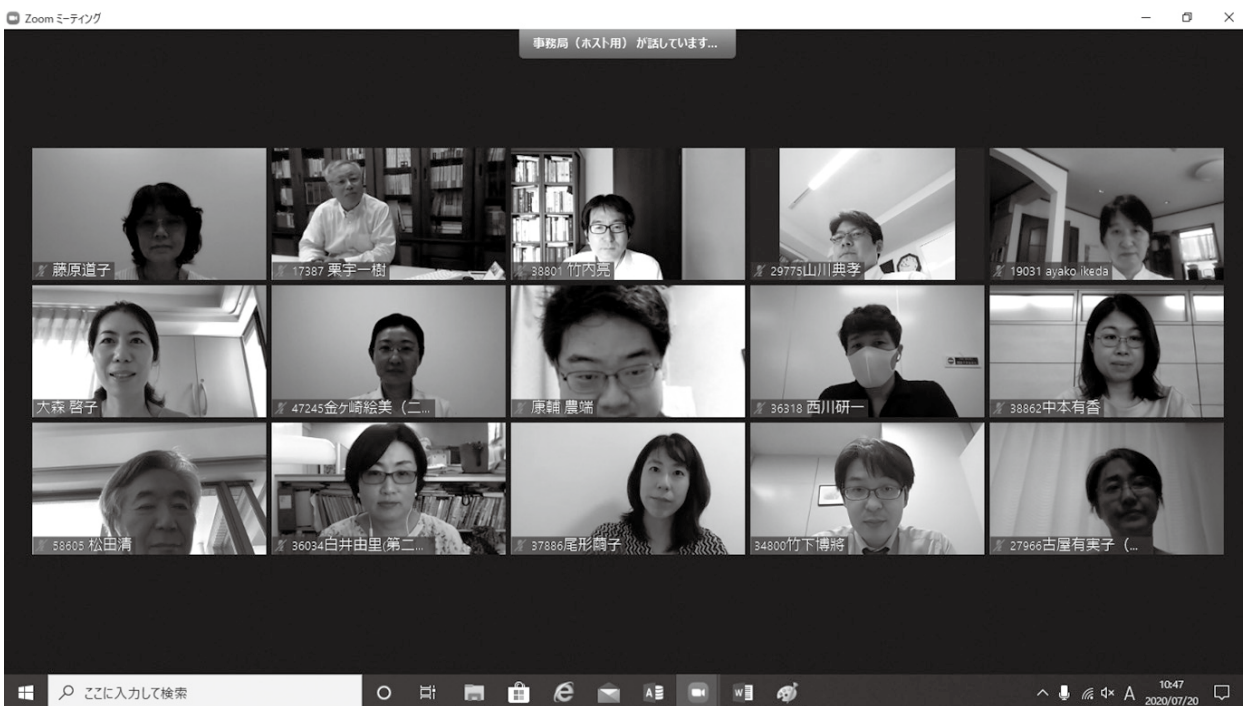 Zoom ミーティング
事務局（ホスト用）が話しています...
藤原道子
17387 栗宇一樹
38801 竹内亮
29775山川典孝
19031 ayako ikeda
大森 啓子
47245金ケ崎絵美（二...
康輔 農端
36318 西川研一
38862中本有香
58605 松田清
36034白井由里(第二...
37886尾形繭子
34800竹下博將
27966古屋有実子（...
ここに入力して検索
A
10:47
2020/07/20